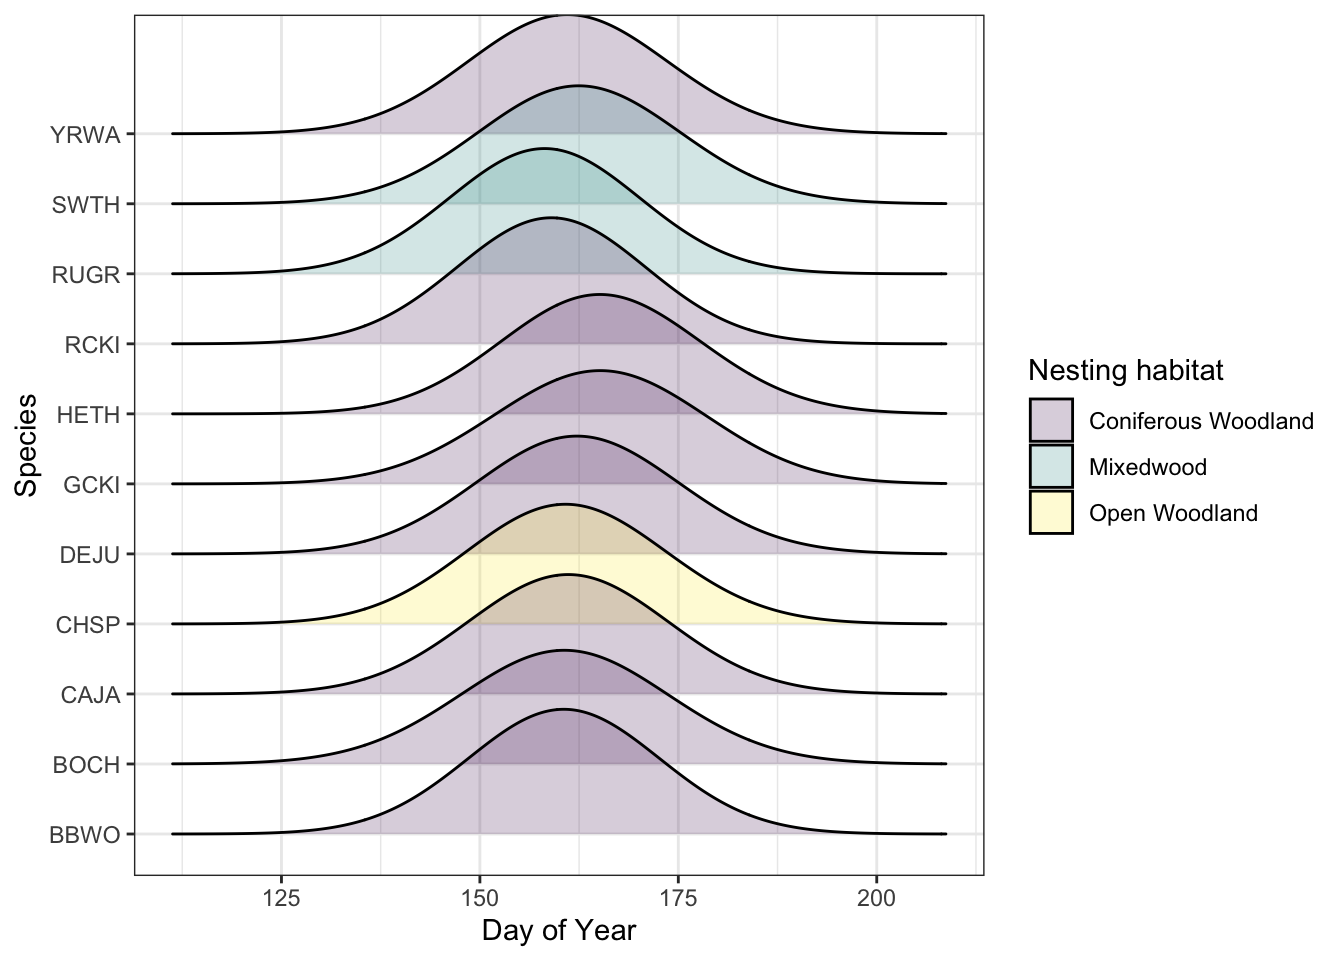 YRWA
SWTH
RUGR
RCKI
HETH
GCKI
DEJU
CHSP
CAJA
BOCH
BBWO
Species
125 150 175 200
Day of Year
Nesting habitat
Coniferous Woodland
Mixedwood
Open Woodland